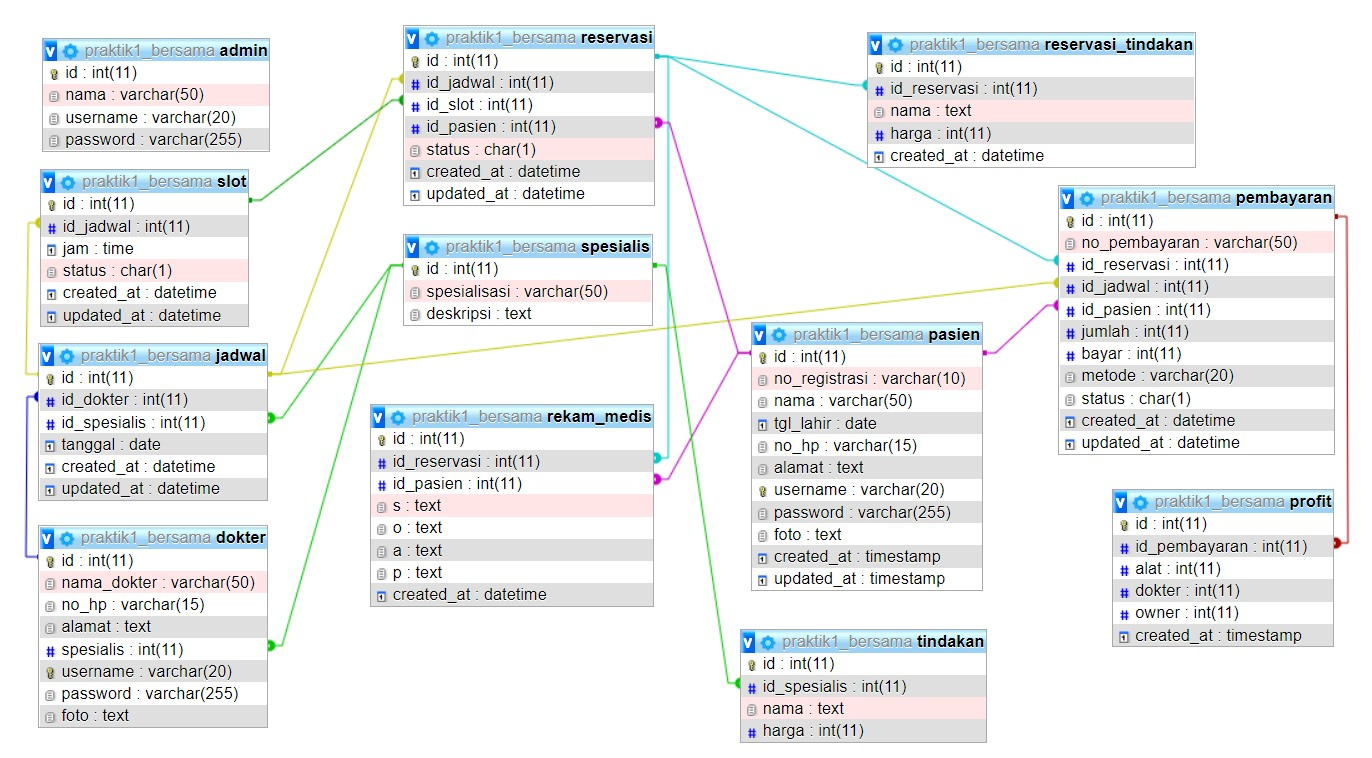 praktik1_bersama admin
id : int(11)
nama : varchar(50)
username : varchar(20)
password : varchar(255)
praktik1_bersama slot
id : int(11)
id_jadwal : int(11)
jam : time
status : char(1)
created_at : datetime
updated_at : datetime
praktik1_bersama jadwal
id : int(11)
id_dokter : int(11)
id_spesialis : int(11)
tanggal : date
created_at : datetime
updated_at : datetime
praktik1_bersama dokter
id : int(11)
nama_dokter : varchar(50)
no_hp : varchar(15)
alamat : text
spesialis : int(11)
username : varchar(20)
password : varchar(255)
foto : text
praktik1_bersama reservasi
id : int(11)
id_jadwal : int(11)
id_slot : int(11)
id_pasien : int(11)
status : char(1)
created_at : datetime
updated_at : datetime
praktik1_bersama spesialis
id : int(11)
spesialisasi : varchar(50)
deskripsi : text
praktik1_bersama rekam_medis
id : int(11)
id_reservasi : int(11)
id_pasien : int(11)
s : text
o : text
a : text
p : text
created_at : datetime
praktik1_bersama pasien
id : int(11)
no_registrasi : varchar(10)
nama : varchar(50)
tgl_lahir : date
no_hp : varchar(15)
alamat : text
username : varchar(20)
password : varchar(255)
foto : text
created_at : timestamp
updated_at : timestamp
praktik1_bersama tindakan
id : int(11)
id_spesialis : int(11)
nama : text
harga : int(11)
praktik1_bersama reservasi_tindakan
id : int(11)
id_reservasi : int(11)
nama : text
harga : int(11)
created_at : datetime
praktik1_bersama pembayaran
id : int(11)
no_pembayaran : varchar(50)
id_reservasi : int(11)
id_jadwal : int(11)
id_pasien : int(11)
jumlah : int(11)
bayar : int(11)
metode : varchar(20)
status : char(1)
created_at : datetime
updated_at : datetime
praktik1_bersama profit
id : int(11)
id_pembayaran : int(11)
alat : int(11)
dokter : int(11)
owner : int(11)
created_at : timestamp